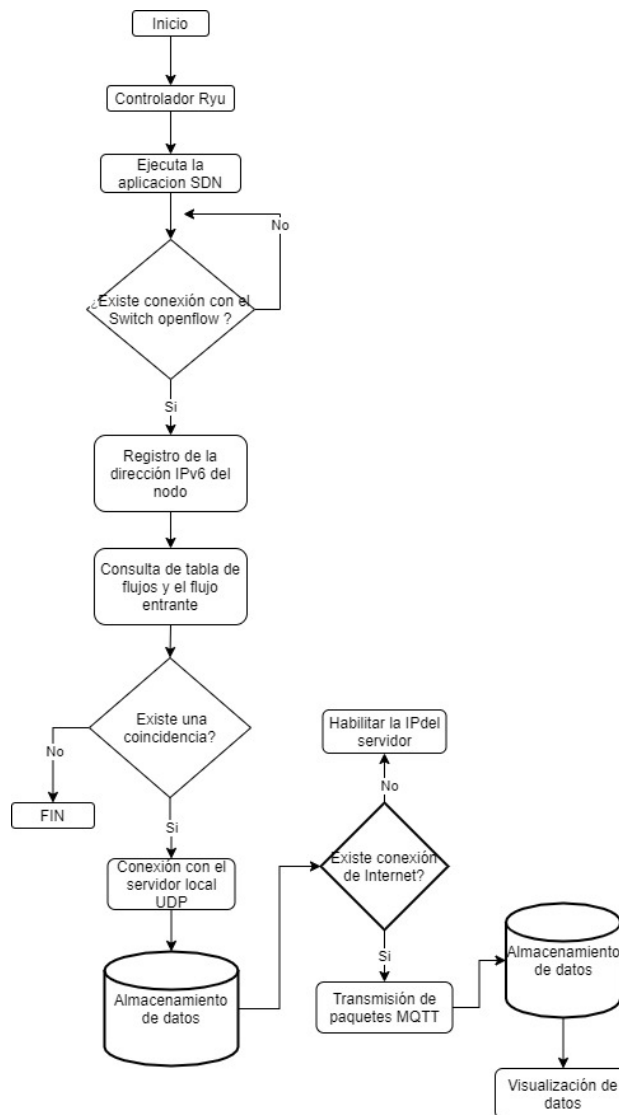 Inicio
Controlador Ryu
Ejecuta la
aplicacion SDN
No
¿Existe conexión con el
Switch openflow ?
Si
Registro de la
dirección IPv6 del
nodo
Consulta de tabla de
flujos y el flujo
entrante
Existe una
coincidencia?
No
FIN
Si
Conexión con el
servidor local
UDP
Almacenamiento
de datos
Habilitar la IPdel
servidor
No
Existe conexión
de Internet?
Si
Transmisión de
paquetes MQTT
Almacenamiento
de datos
Visualización de
datos